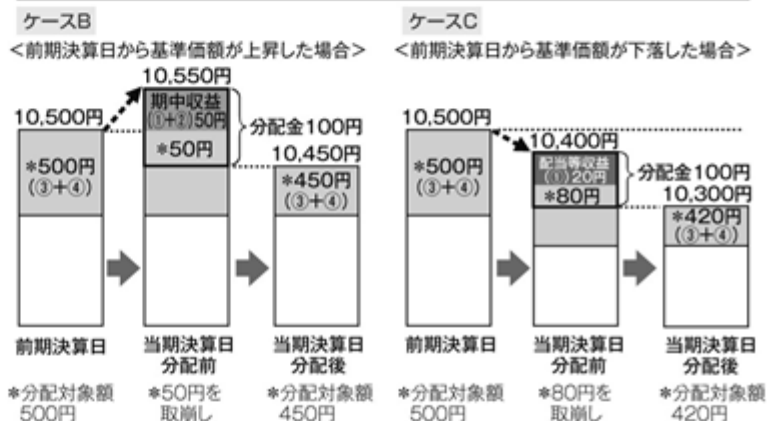 ケースB
<前期決算日から基準価額が上昇した場合>
10,550円
10,500円
期中収益
(①+②)50円
*50円
分配金100円
10,450円
*500円
(③+④)
*450円
(③+④)
前期決算日
当期決算日
分配前
当期決算日
分配後
*分配対象額
500円
*50円を
取崩し
*分配対象額
450円
ケースC
<前期決算日から基準価額が下落した場合>
10,500円
10,400円
配当等収益
(①)20円
*80円
分配金100円
10,300円
*500円
(③+④)
*420円
(③+④)
前期決算日
当期決算日
分配前
当期決算日
分配後
*分配対象額
500円
*80円を
取崩し
*分配対象額
420円